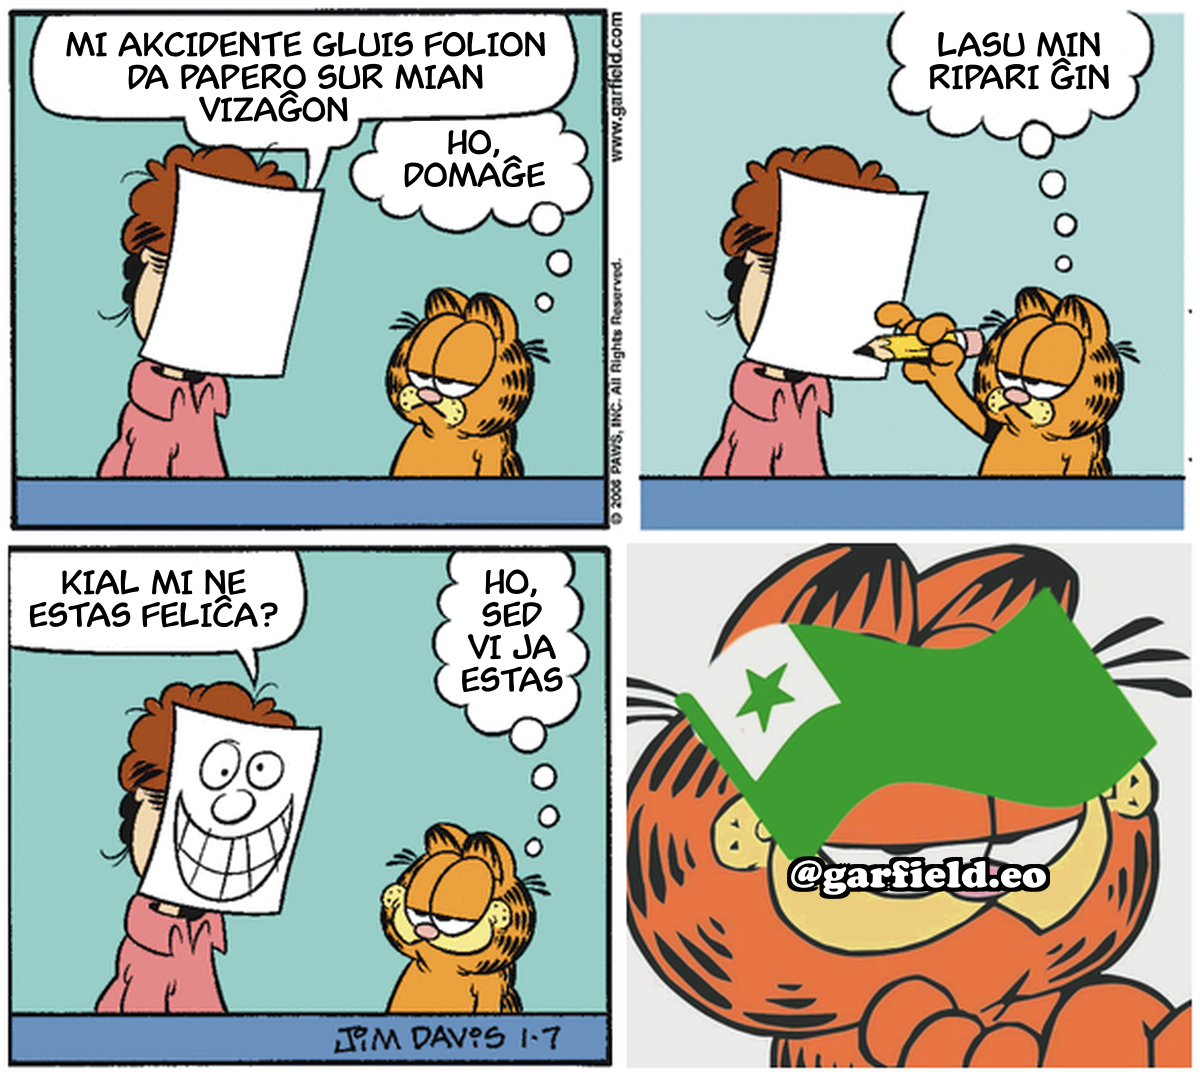 MI AKCIDENTE GLUIS FOLION
DA PAPERO SUR MIAN
VIZAĜON
HO,
DOMAĜE
www.garfield.com
© 2006 PAWS, INC. All Rights Reserved.
LASU MIN
RIPARI ĜIN
KIAL MI NE
ESTAS FELIĈA?
HO,
SED
VI JA
ESTAS
JIM DAVIS 1-7
@garfield.eo